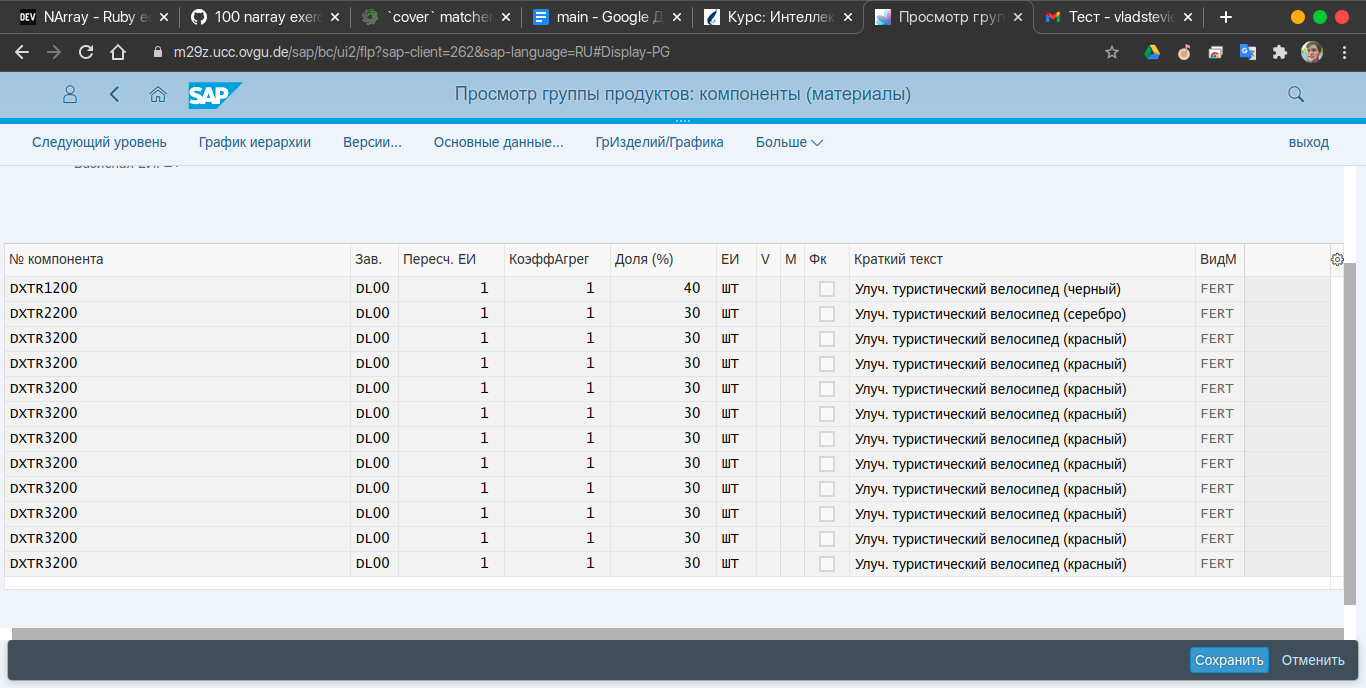 DEV NArray - Ruby e
100 narray exerc
`cover` matcher
main - Google Д
Курс: Интеллек
Просмотр груп
Тест - vladstevie
m29z.ucc.ovgu.de/sap/bc/ui2/flp?sap-client=262&sap-language=RU#Display-PG
SAP
Просмотр группы продуктов: компоненты (материалы)
Следующий уровень График иерархии Версии... Основные данные... ГрИзделий/Графика Больше выход
№ компонента Зав. Пересч. ЕИ КоэффАгрег Доля (%) ЕИ V M Фк Краткий текст ВидМ
DXTR1200 DL00 1 1 40 ШТ Улуч. туристический велосипед (черный) FERT
DXTR2200 DL00 1 1 30 ШТ Улуч. туристический велосипед (серебро) FERT
DXTR3200 DL00 1 1 30 ШТ Улуч. туристический велосипед (красный) FERT
DXTR3200 DL00 1 1 30 ШТ Улуч. туристический велосипед (красный) FERT
DXTR3200 DL00 1 1 30 ШТ Улуч. туристический велосипед (красный) FERT
DXTR3200 DL00 1 1 30 ШТ Улуч. туристический велосипед (красный) FERT
DXTR3200 DL00 1 1 30 ШТ Улуч. туристический велосипед (красный) FERT
DXTR3200 DL00 1 1 30 ШТ Улуч. туристический велосипед (красный) FERT
DXTR3200 DL00 1 1 30 ШТ Улуч. туристический велосипед (красный) FERT
DXTR3200 DL00 1 1 30 ШТ Улуч. туристический велосипед (красный) FERT
DXTR3200 DL00 1 1 30 ШТ Улуч. туристический велосипед (красный) FERT
DXTR3200 DL00 1 1 30 ШТ Улуч. туристический велосипед (красный) FERT
Сохранить Отменить